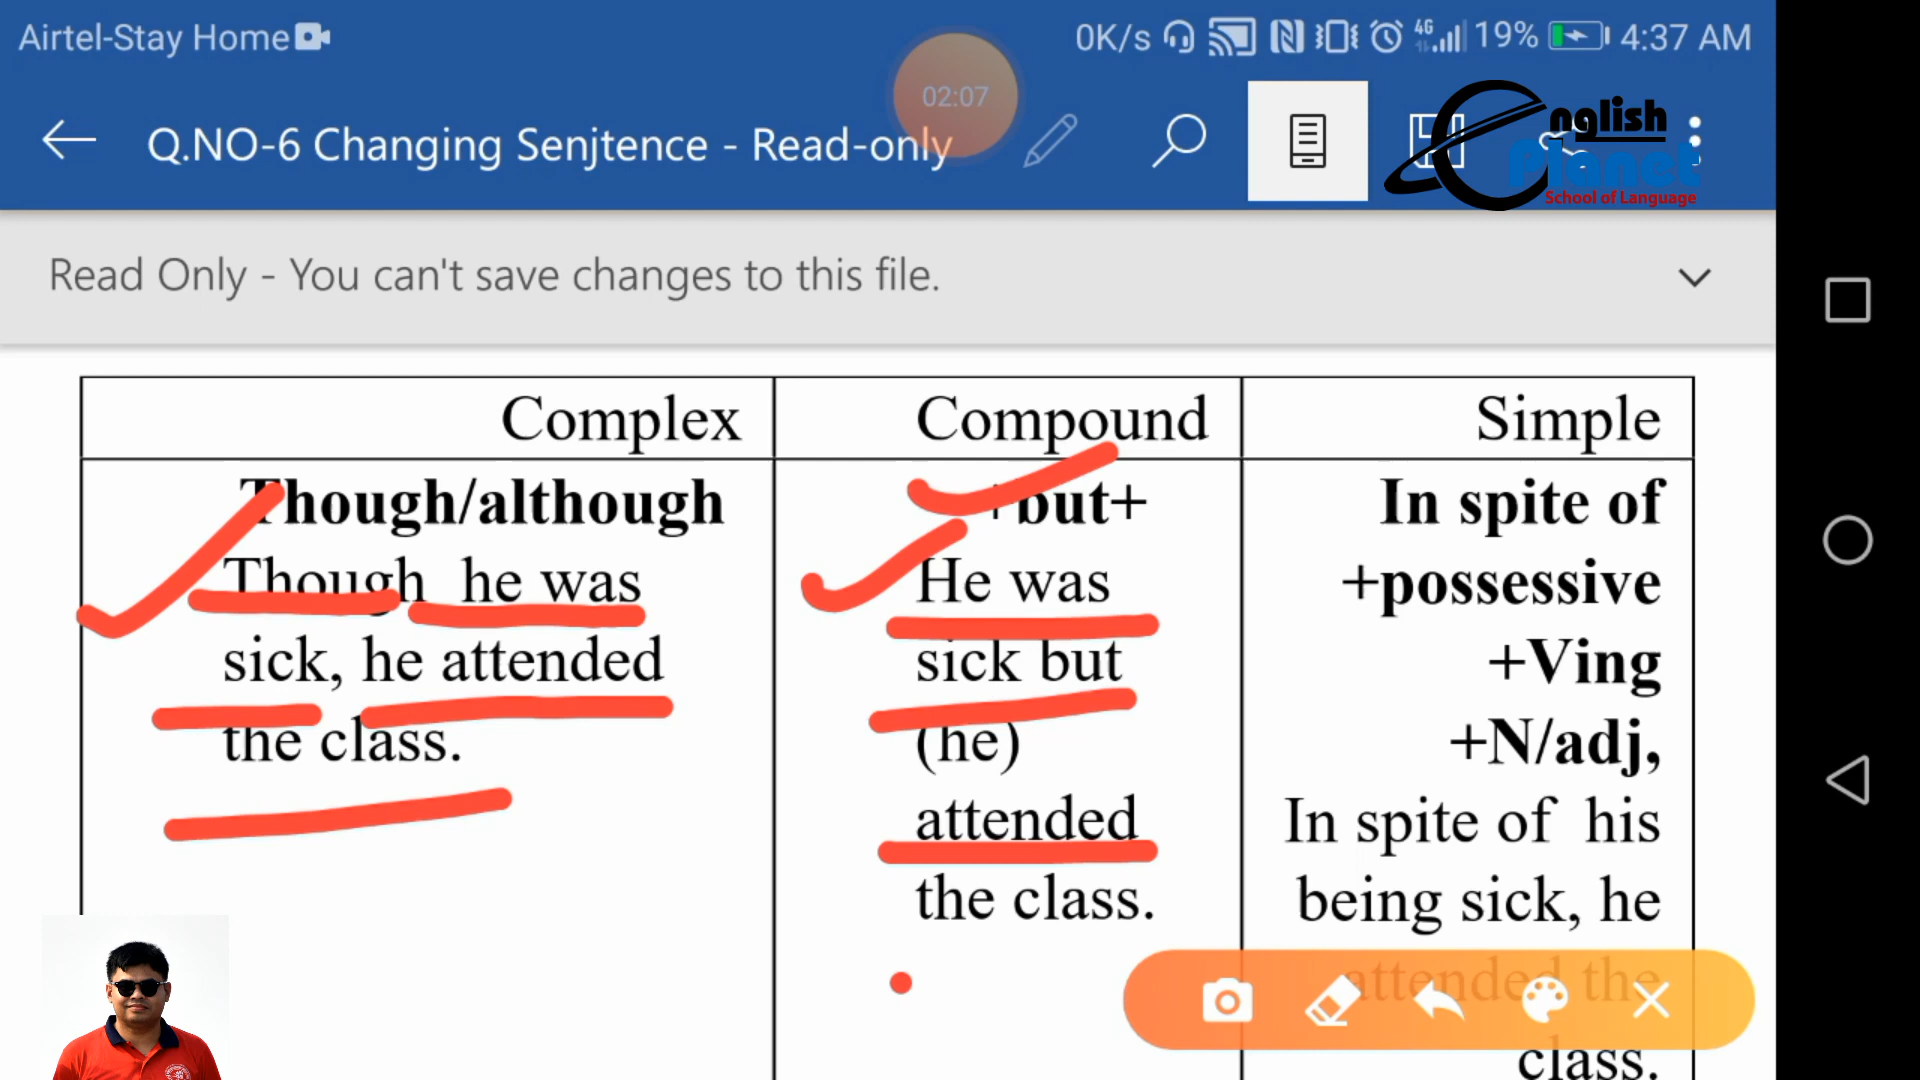 Airtel-Stay Home
0K/s 4G 19% 4:37 AM
02:07
Q.NO-6 Changing Senjtence - Read-only
English
Planet
School of Language
Read Only - You can't save changes to this file.
Complex
Though/although
Though he was
sick, he attended
the class.
Compound
+but+
He was
sick but
(he)
attended
the class.
Simple
In spite of
+possessive
+Ving
+N/adj,
In spite of his
being sick, he
attended the
class.